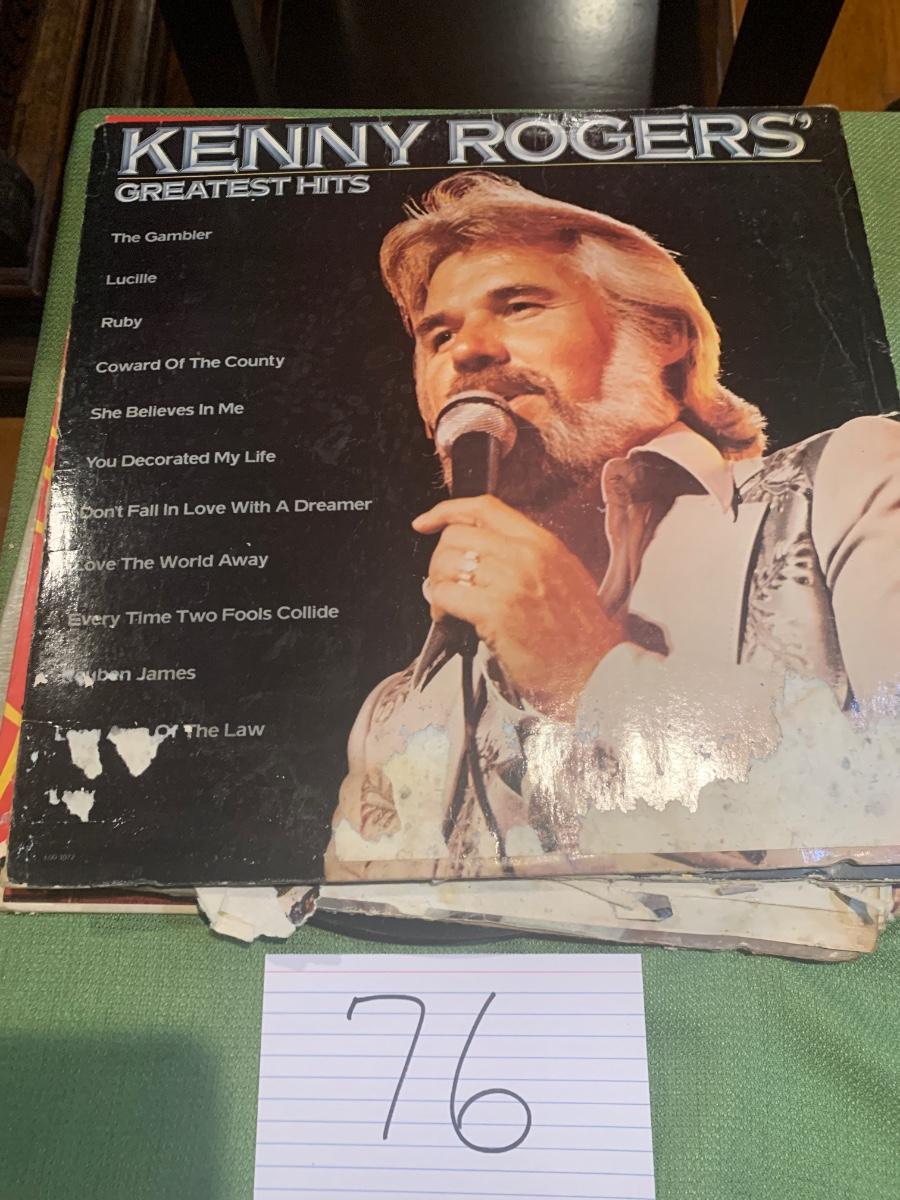 KENNY ROGERS'
GREATEST HITS
The Gambler
Lucille
Ruby
Coward Of The County
She Believes In Me
You Decorated My Life
Don't Fall In Love With A Dreamer
Love The World Away
Every Time Two Fools Collide
Reuben James
Of The Law
76